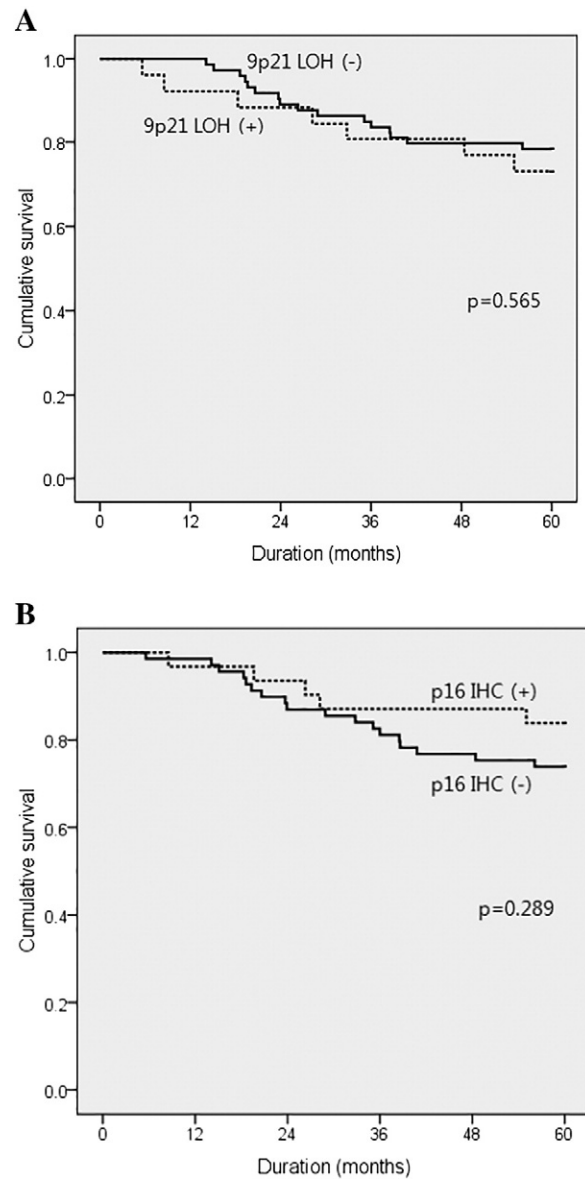 A
1.0
0.8
0.6
0.4
0.2
0.0
Cumulative survival
9p21 LOH (-)
9p21 LOH (+)
p=0.565
0 12 24 36 48 60
Duration (months)
B
1.0
0.8
0.6
0.4
0.2
0.0
Cumulative survival
p16 IHC (+)
p16 IHC (-)
p=0.289
0 12 24 36 48 60
Duration (months)